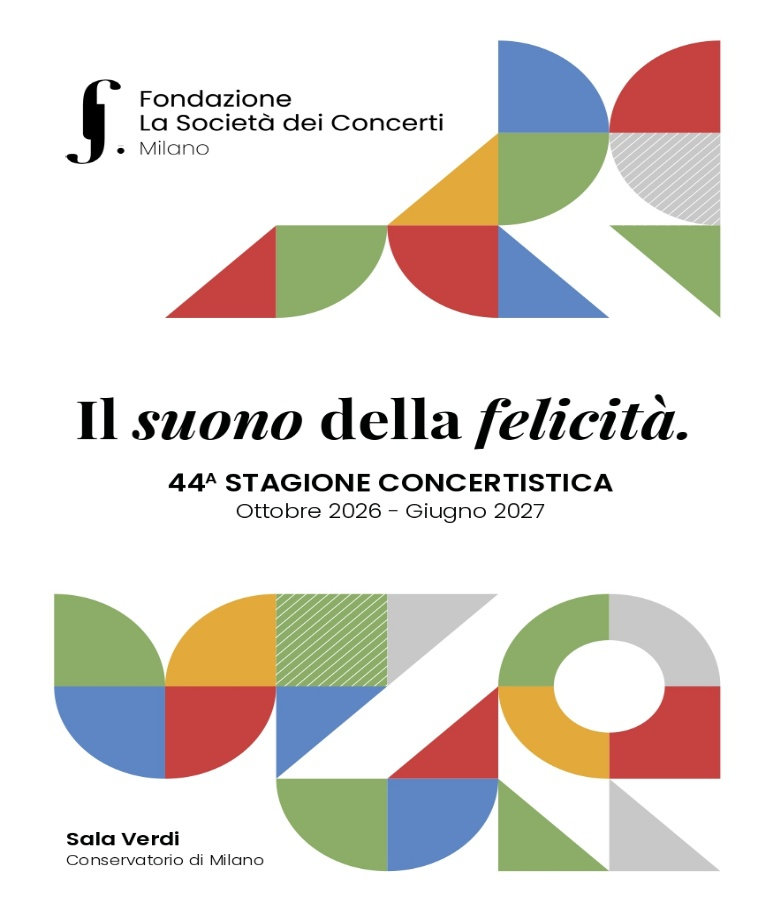 Fondazione
La Società dei Concerti
Milano
Il suono della felicità.
44ᴬ STAGIONE CONCERTISTICA
Ottobre 2026 - Giugno 2027
Sala Verdi
Conservatorio di Milano